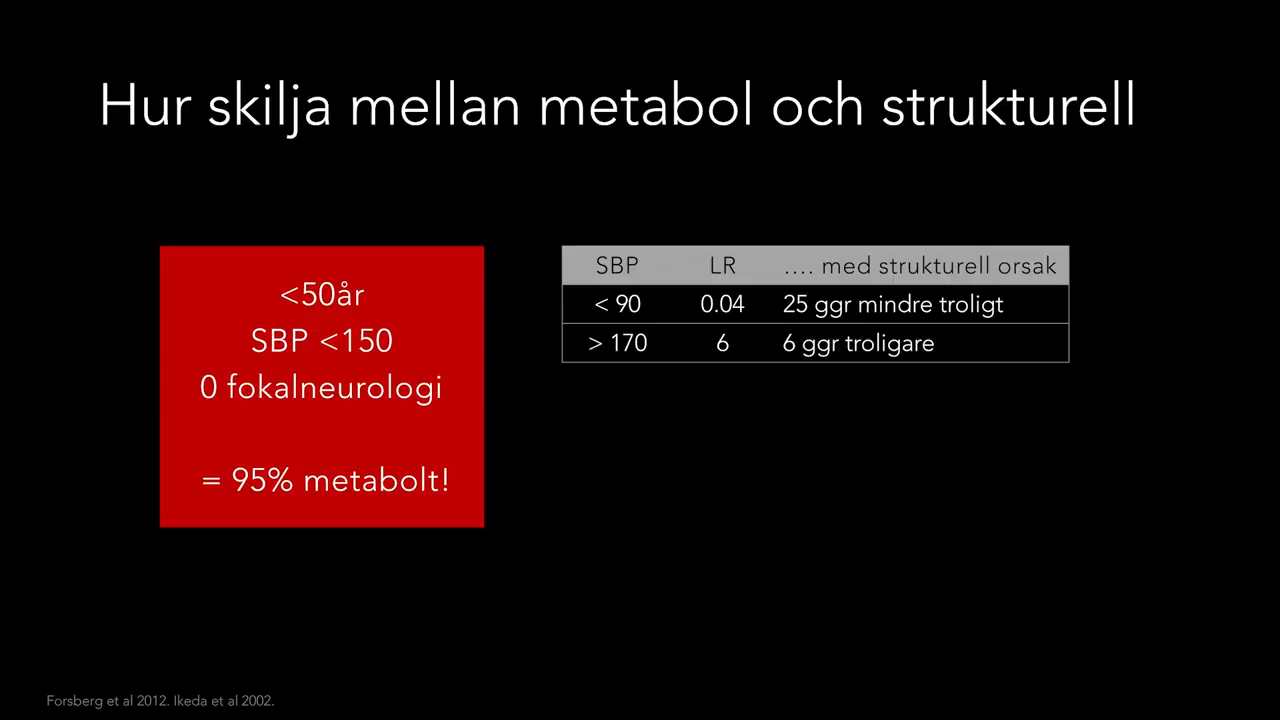 Hur skilja mellan metabol och strukturell
<50år
SBP <150
0 fokalneurologi
= 95% metabolt!
SBP LR .... med strukturell orsak
< 90 0.04 25 ggr mindre troligt
> 170 6 6 ggr troligare
Forsberg et al 2012. Ikeda et al 2002.